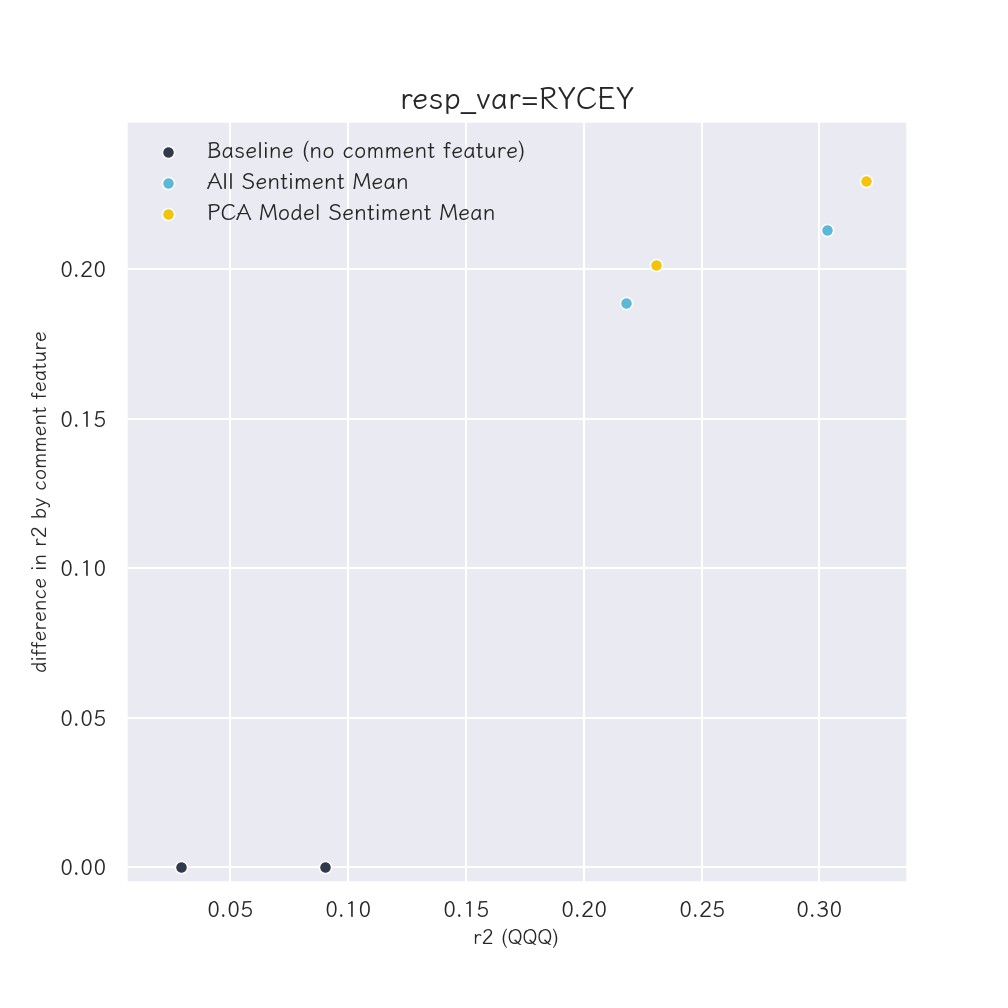 resp_var=RYCEY
Baseline (no comment feature)
All Sentiment Mean
PCA Model Sentiment Mean
difference in r2 by comment feature
0.20
0.15
0.10
0.05
0.00
0.05 0.10 0.15 0.20 0.25 0.30
r2 (QQQ)